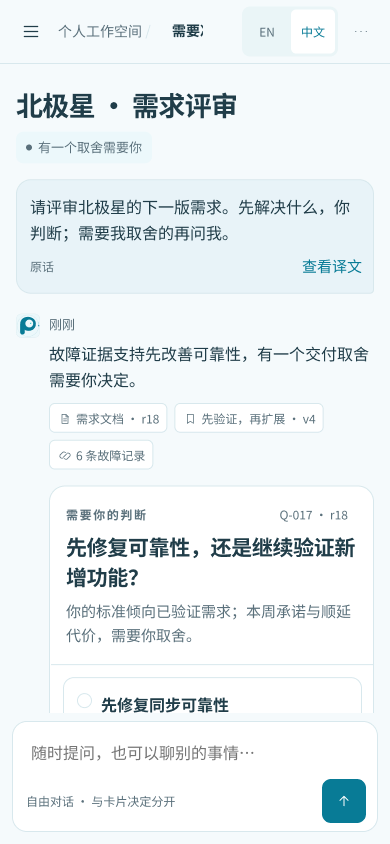 个人工作空间 /
需要
EN
中文
北极星 · 需求评审
有一个取舍需要你
请评审北极星的下一版需求。先解决什么，你
判断；需要我取舍的再问我。
原话
查看译文
刚刚
故障证据支持先改善可靠性，有一个交付取舍
需要你决定。
需求文档 · r18
先验证，再扩展 · v4
6 条故障记录
需要你的判断
Q-017 · r18
先修复可靠性，还是继续验证新
增功能？
你的标准倾向已验证需求；本周承诺与顺延
代价，需要你取舍。
先修复同步可靠性
随时提问，也可以聊别的事情…
自由对话 · 与卡片决定分开